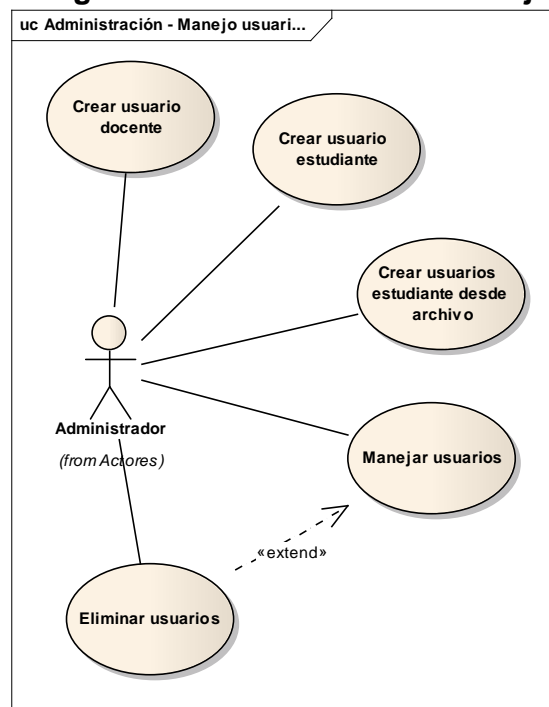 uc Administración - Manejo usuari...
Crear usuario
docente
Crear usuario
estudiante
Crear usuarios
estudiante desde
archivo
Administrador
(from Actores)
Manejar usuarios
«extend»
Eliminar usuarios